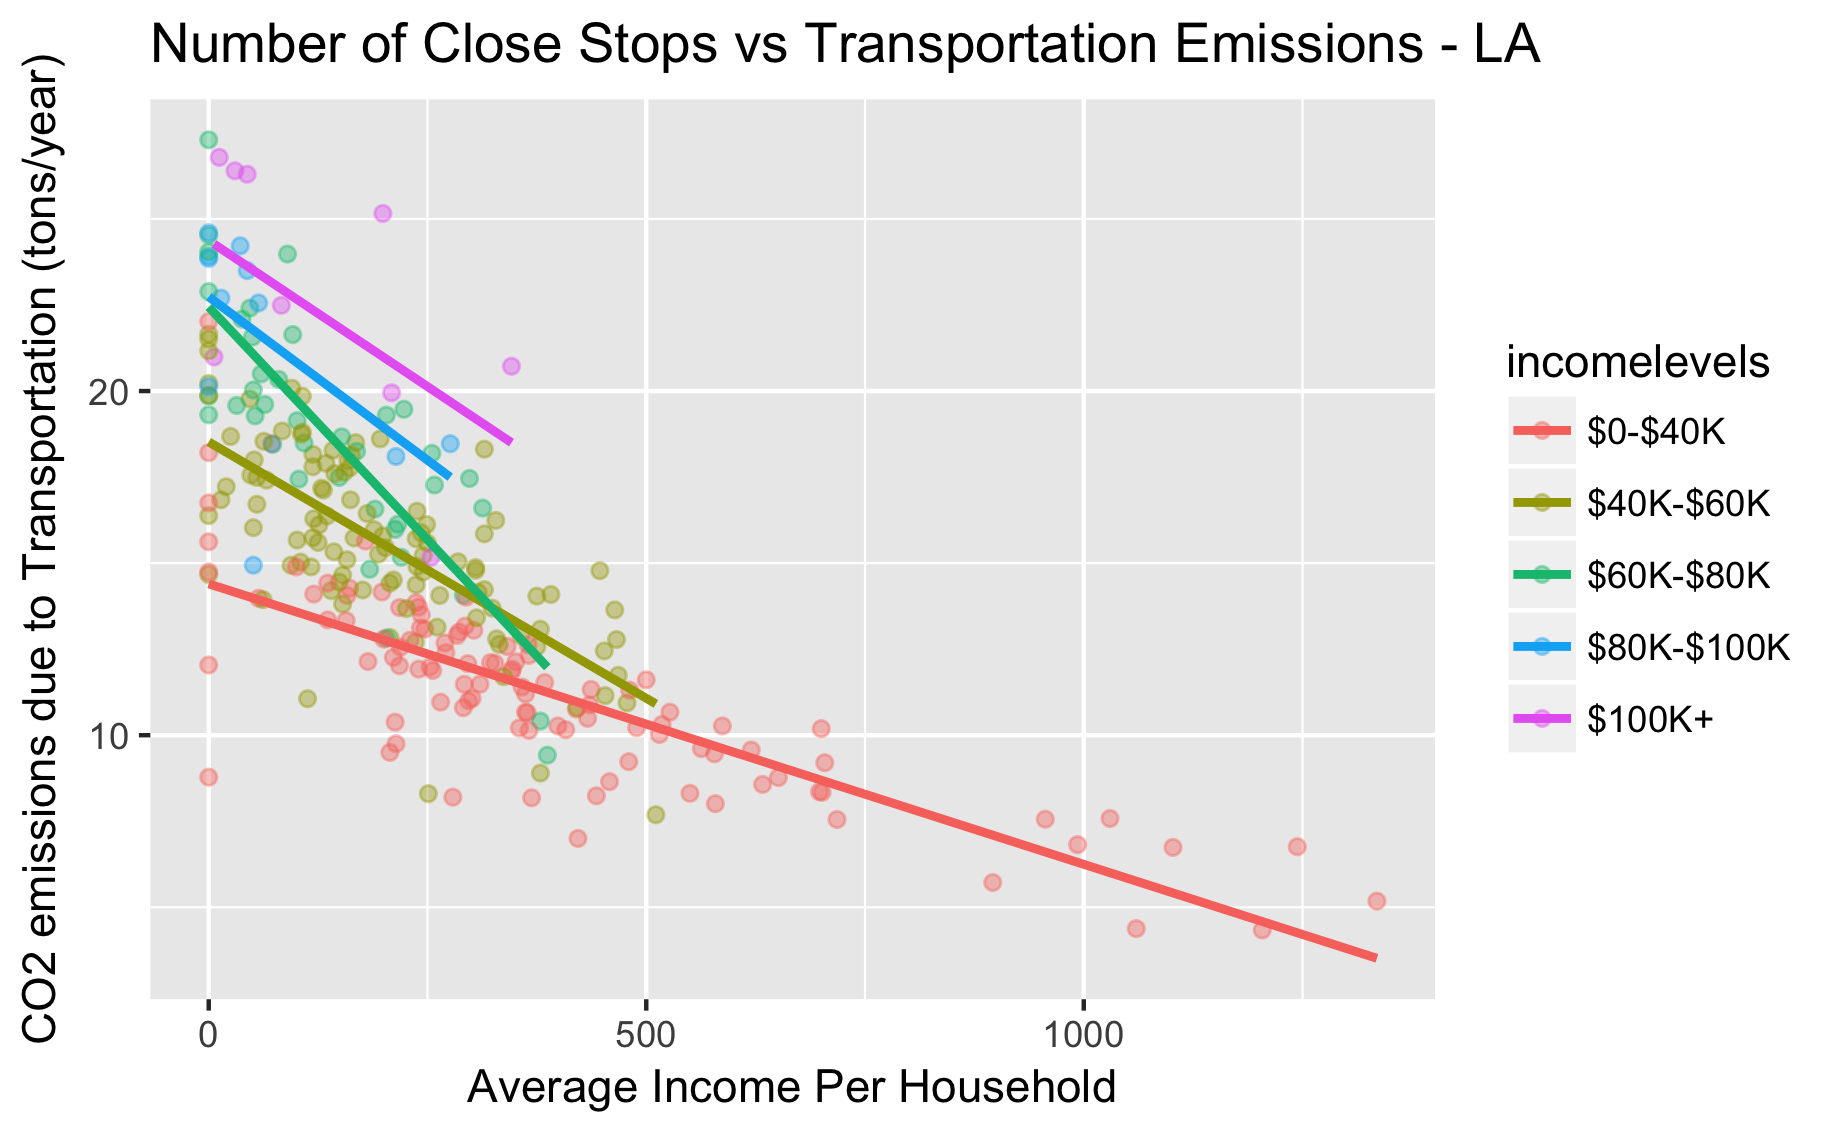 Number of Close Stops vs Transportation Emissions - LA
CO2 emissions due to Transportation (tons/year)
20
10
0
500
1000
Average Income Per Household
incomelevels
$0-$40K
$40K-$60K
$60K-$80K
$80K-$100K
$100K+